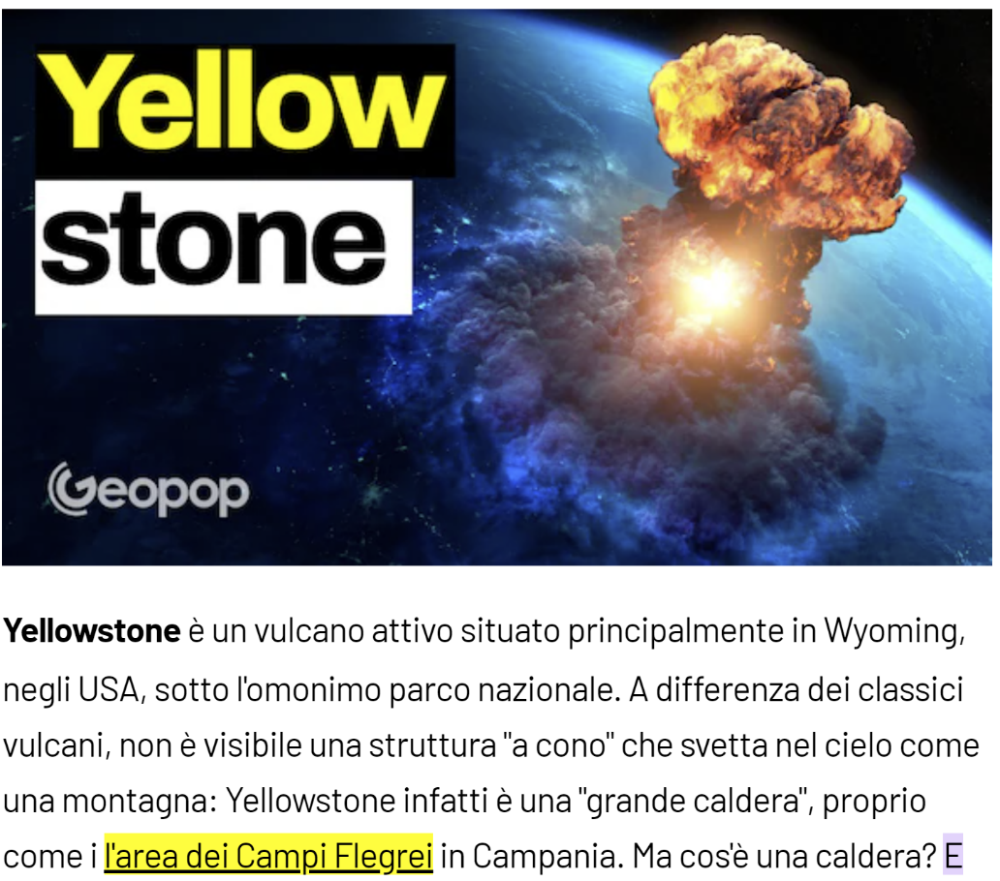 Yellow
stone
Geopop
Yellowstone è un vulcano attivo situato principalmente in Wyoming,
negli USA, sotto l'omonimo parco nazionale. A differenza dei classici
vulcani, non è visibile una struttura "a cono" che svetta nel cielo come
una montagna: Yellowstone infatti è una "grande caldera", proprio
come i l'area dei Campi Flegrei in Campania. Ma cos'è una caldera? E